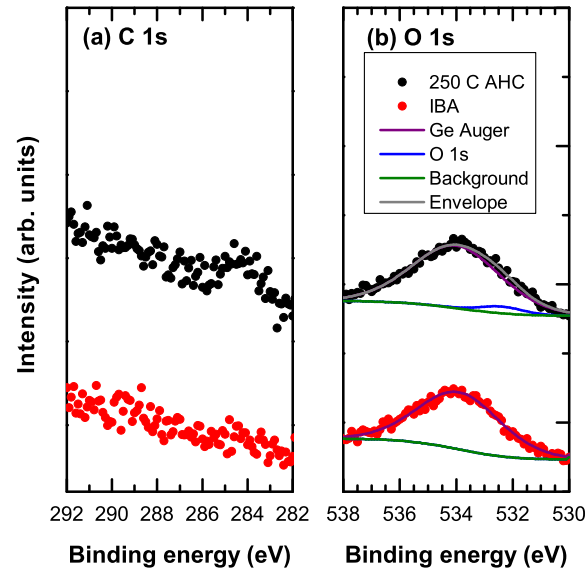 (a) C 1s
(b) O 1s
250 C AHC
IBA
Ge Auger
O 1s
Background
Envelope
Intensity (arb. units)
292 290 288 286 284 282
538 536 534 532 530
Binding energy (eV)
Binding energy (eV)